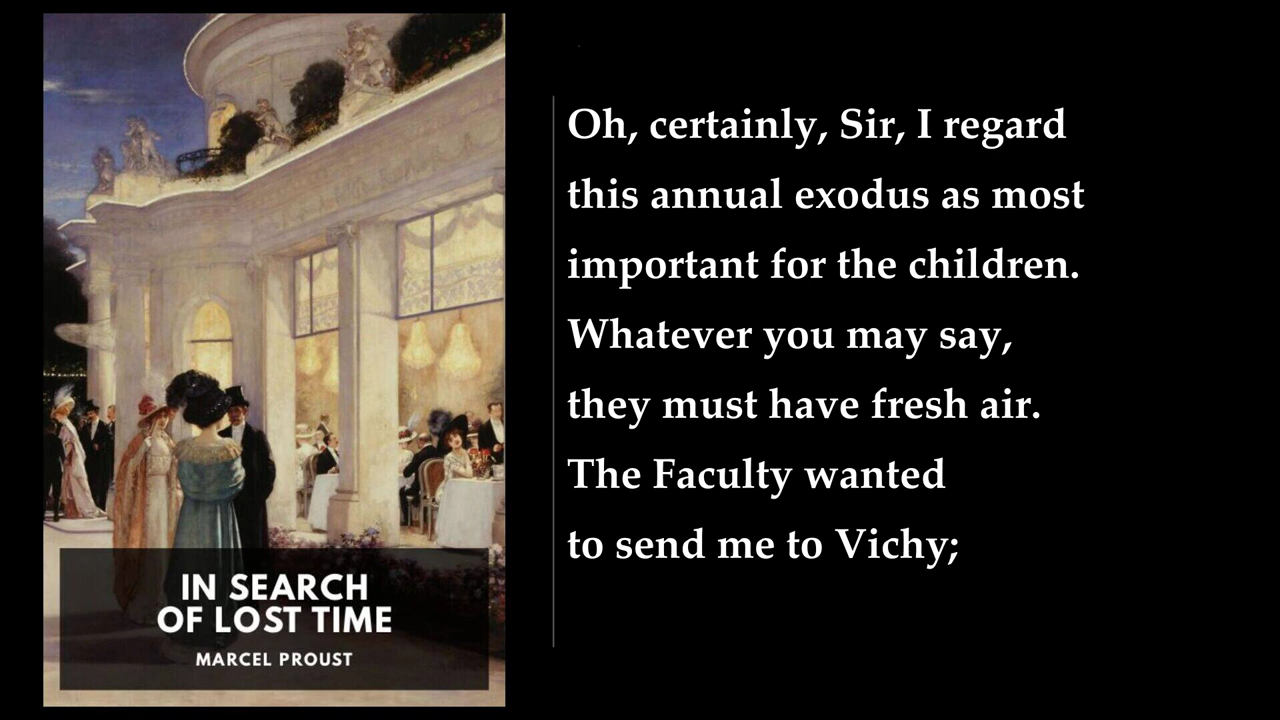 IN SEARCH
OF LOST TIME
MARCEL PROUST
Oh, certainly, Sir, I regard
this annual exodus as most
important for the children.
Whatever you may say,
they must have fresh air.
The Faculty wanted
to send me to Vichy;